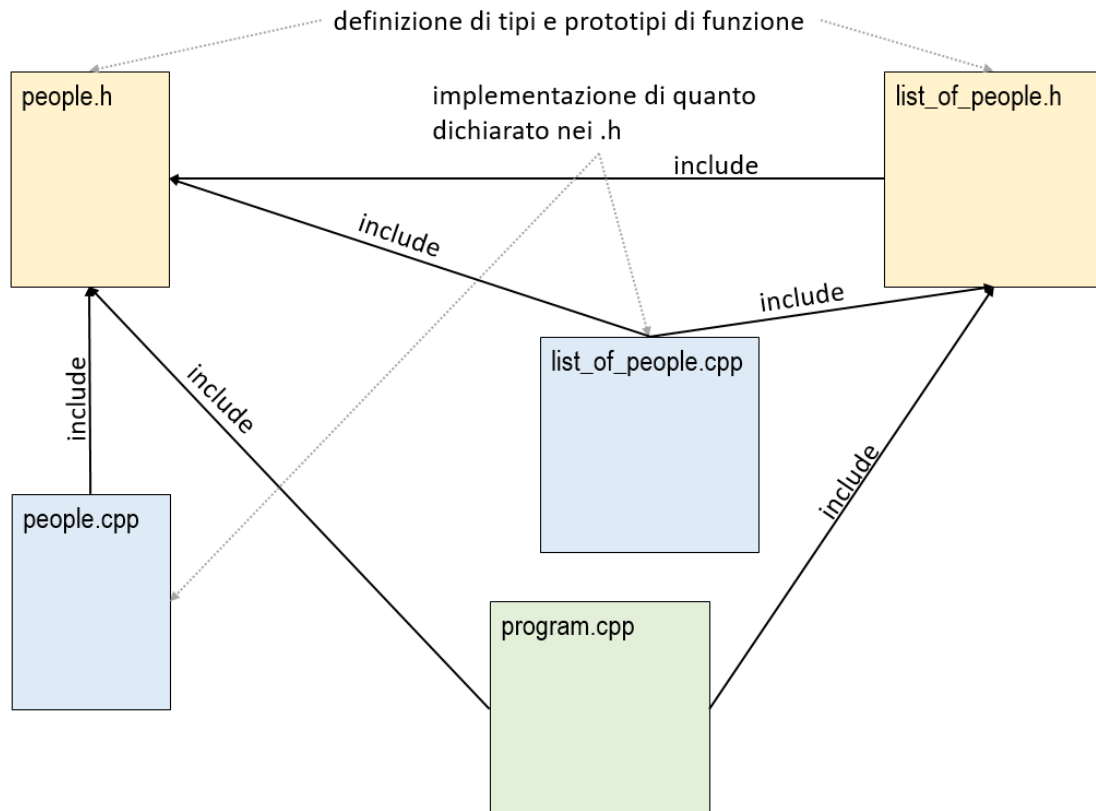 definizione di tipi e prototipi di funzione
people.h
list_of_people.h
implementazione di quanto
dichiarato nei .h
include
include
include
list_of_people.cpp
include
include
include
people.cpp
program.cpp